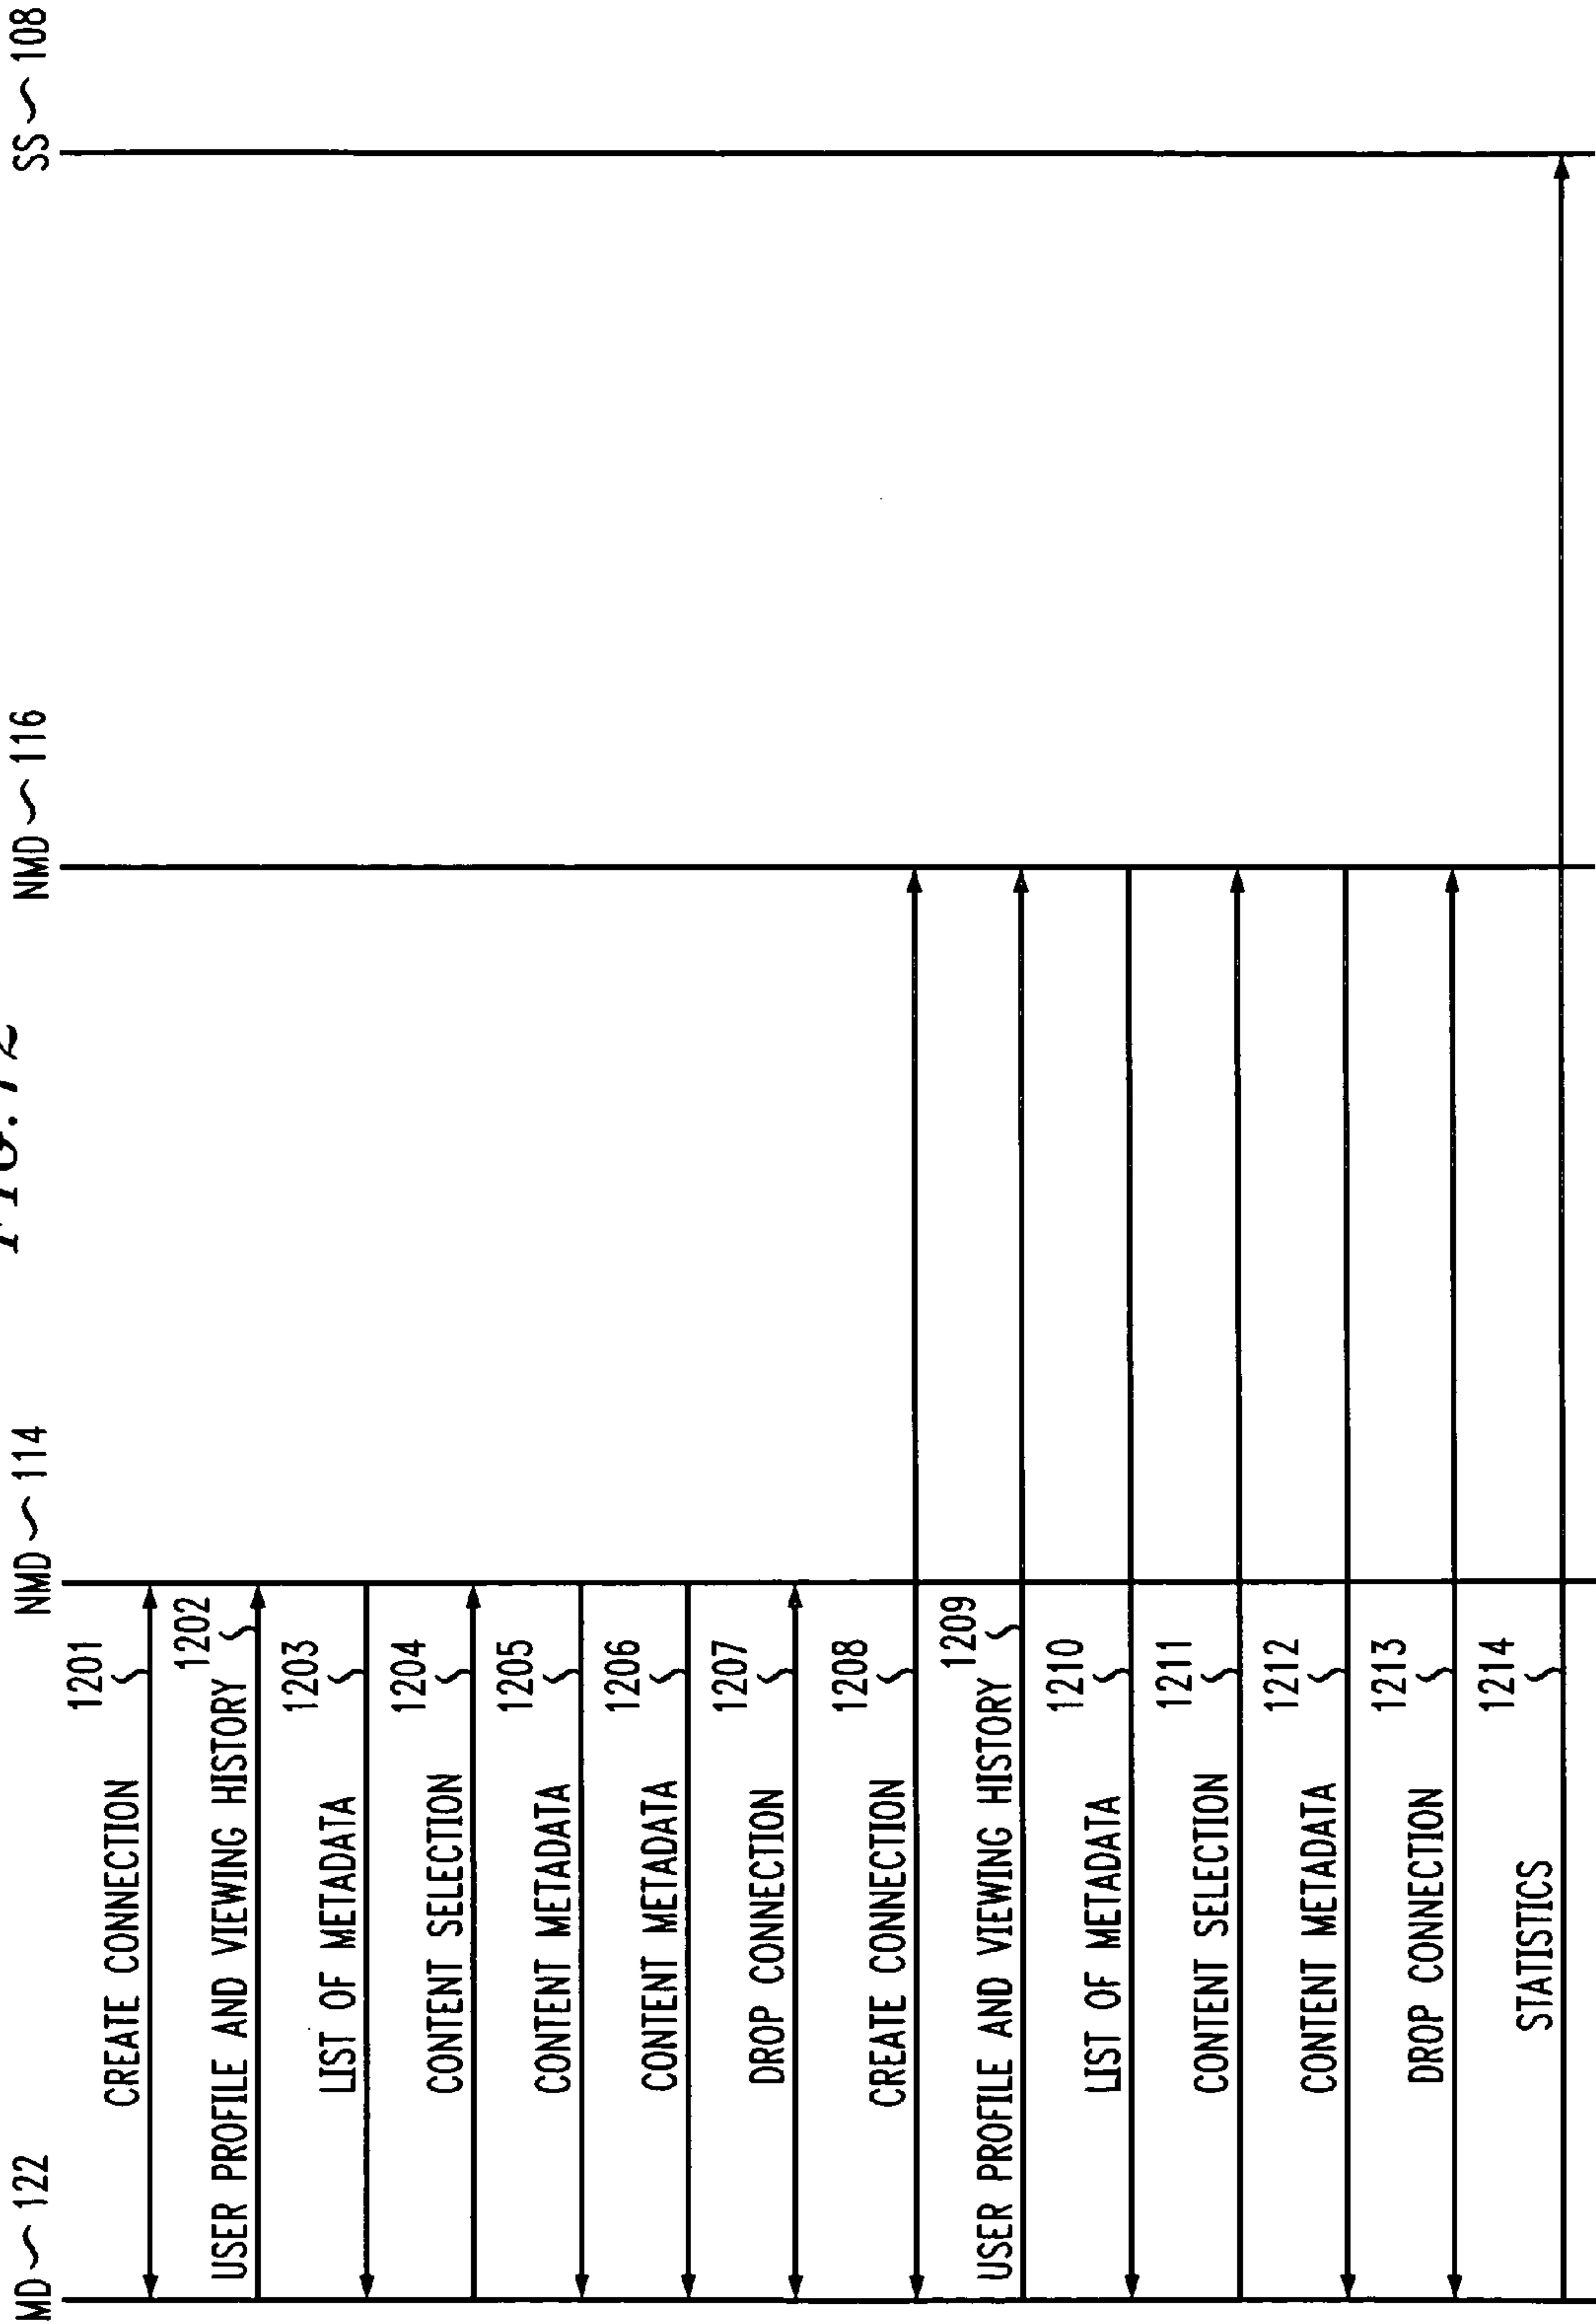 FIG. 12
MD 122
NMD 114
NMD 116
SS 108
CREATE CONNECTION 1201
USER PROFILE AND VIEWING HISTORY 1202
LIST OF METADATA 1203
CONTENT SELECTION 1204
CONTENT METADATA 1205
CONTENT METADATA 1206
DROP CONNECTION 1207
CREATE CONNECTION 1208
USER PROFILE AND VIEWING HISTORY 1209
LIST OF METADATA 1210
CONTENT SELECTION 1211
CONTENT METADATA 1212
DROP CONNECTION 1213
STATISTICS 1214